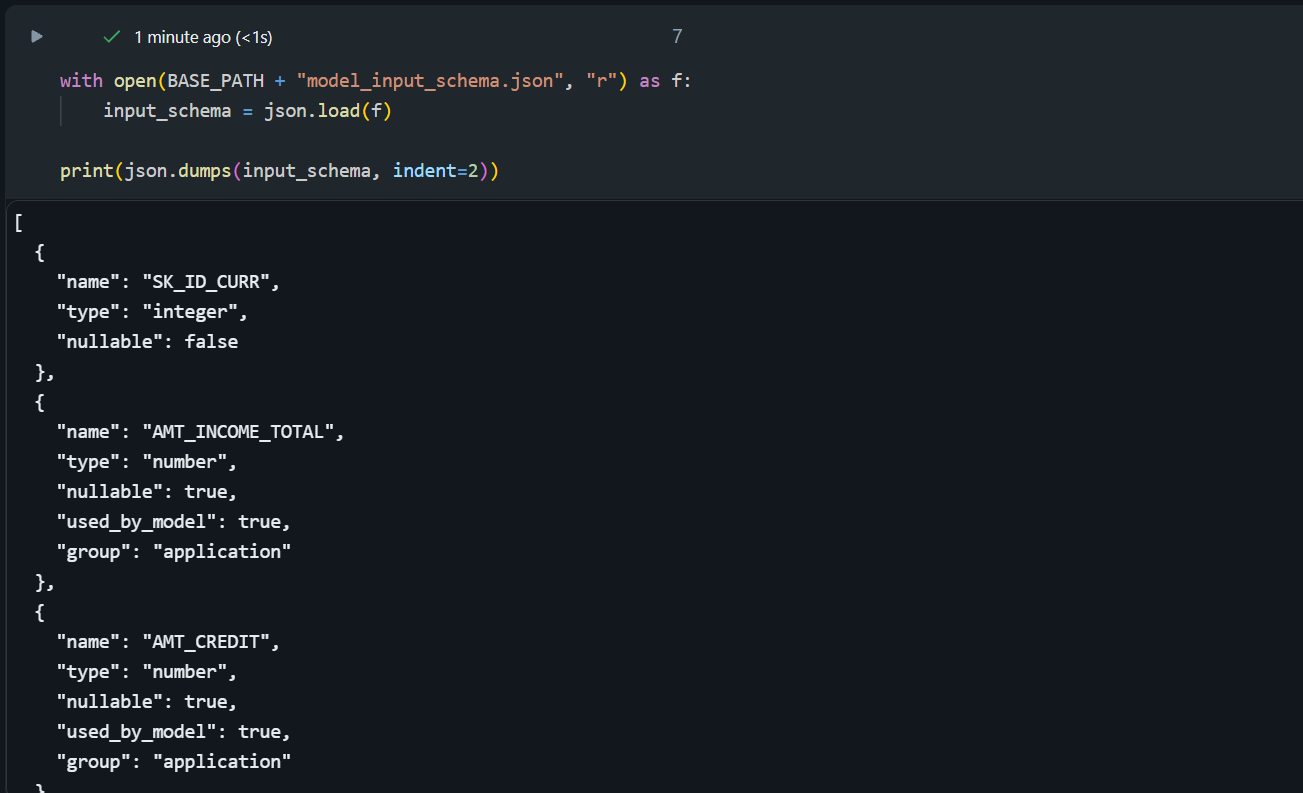 1 minute ago (<1s) 7
with open(BASE_PATH + "model_input_schema.json", "r") as f:
    input_schema = json.load(f)
print(json.dumps(input_schema, indent=2))
[
  {
    "name": "SK_ID_CURR",
    "type": "integer",
    "nullable": false
  },
  {
    "name": "AMT_INCOME_TOTAL",
    "type": "number",
    "nullable": true,
    "used_by_model": true,
    "group": "application"
  },
  {
    "name": "AMT_CREDIT",
    "type": "number",
    "nullable": true,
    "used_by_model": true,
    "group": "application"
  }